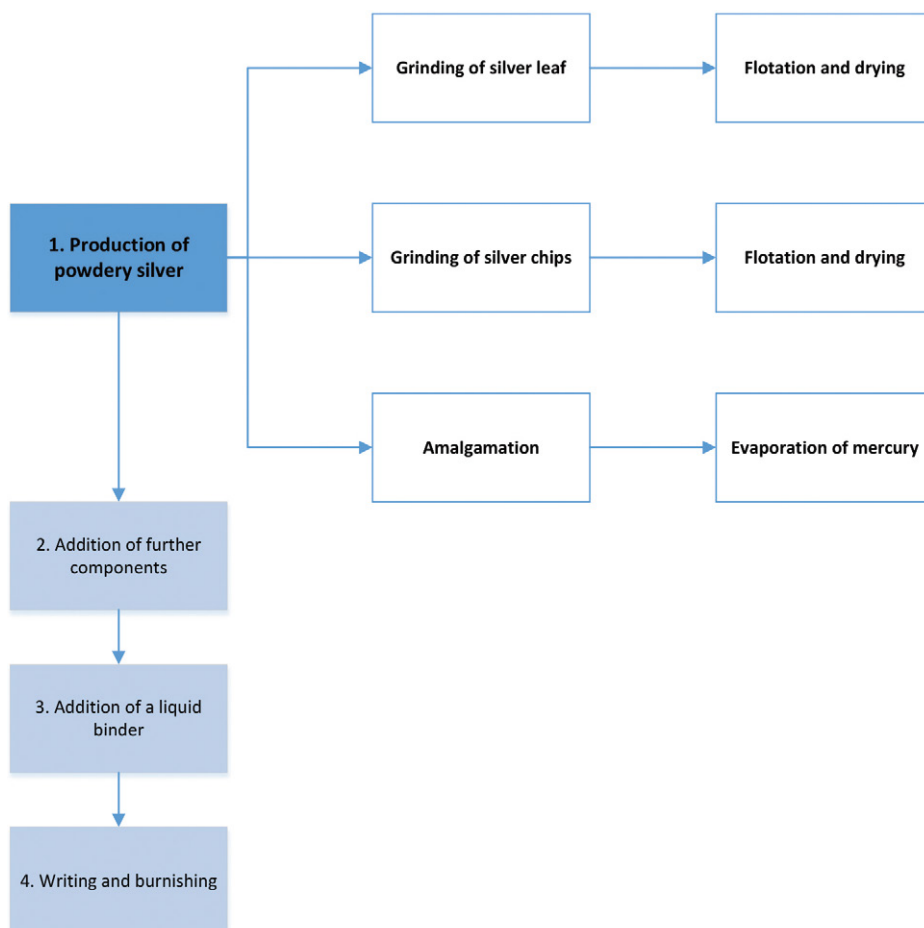 Grinding of silver leaf
Flotation and drying
1. Production of
powdery silver
Grinding of silver chips
Flotation and drying
Amalgamation
Evaporation of mercury
2. Addition of further
components
3. Addition of a liquid
binder
4. Writing and burnishing